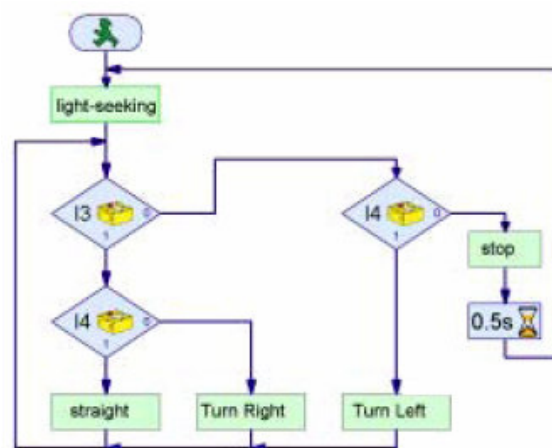 light-seeking
I3
0
1
I4
0
1
stop
I4
0
1
0.5s
straight
Turn Right
Turn Left